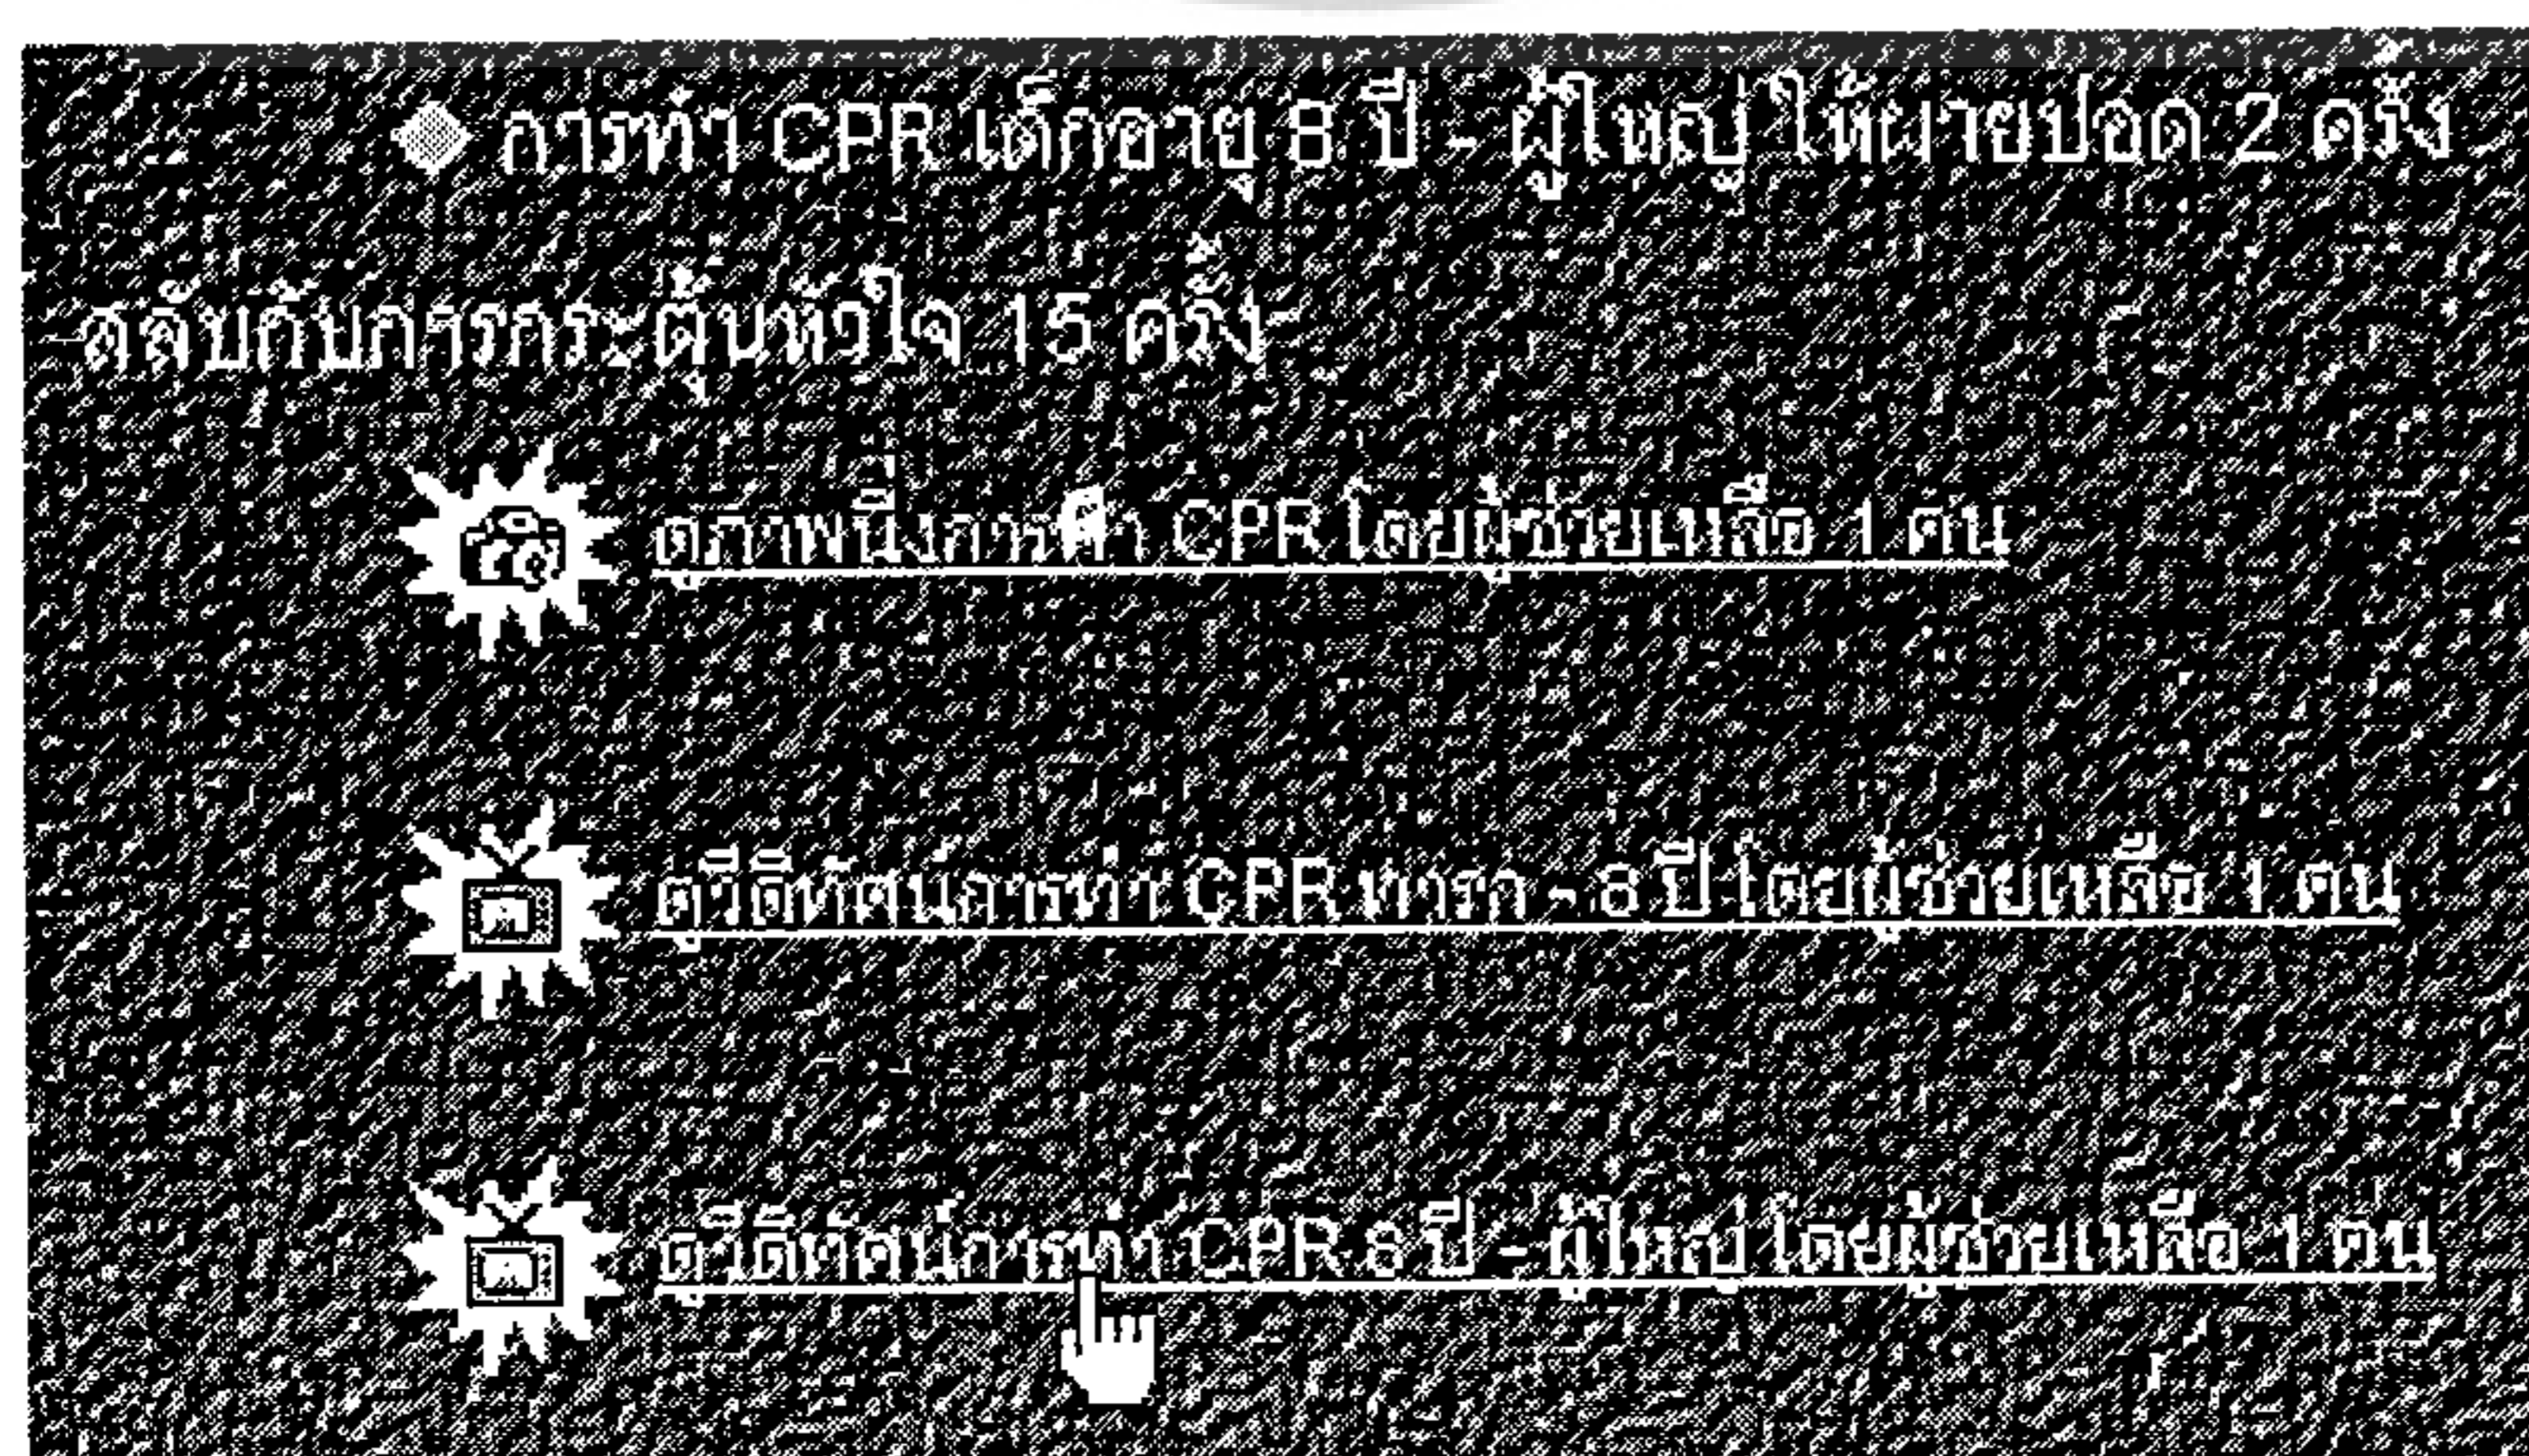 การทำ CPR เด็กอายุ 8 ปี - ผู้ใหญ่ ให้ผายปอด 2 ครั้ง
สลับกับการกระตุ้นหัวใจ 15 ครั้ง
ดูภาพนิ่งการทำ CPR โดยผู้ช่วยเหลือ 1 คน
ดูวีดีทัศน์การทำ CPR ทารก - 8 ปี โดยผู้ช่วยเหลือ 1 คน
ดูวีดีทัศน์การทำ CPR 8 ปี - ผู้ใหญ่ โดยผู้ช่วยเหลือ 1 คน